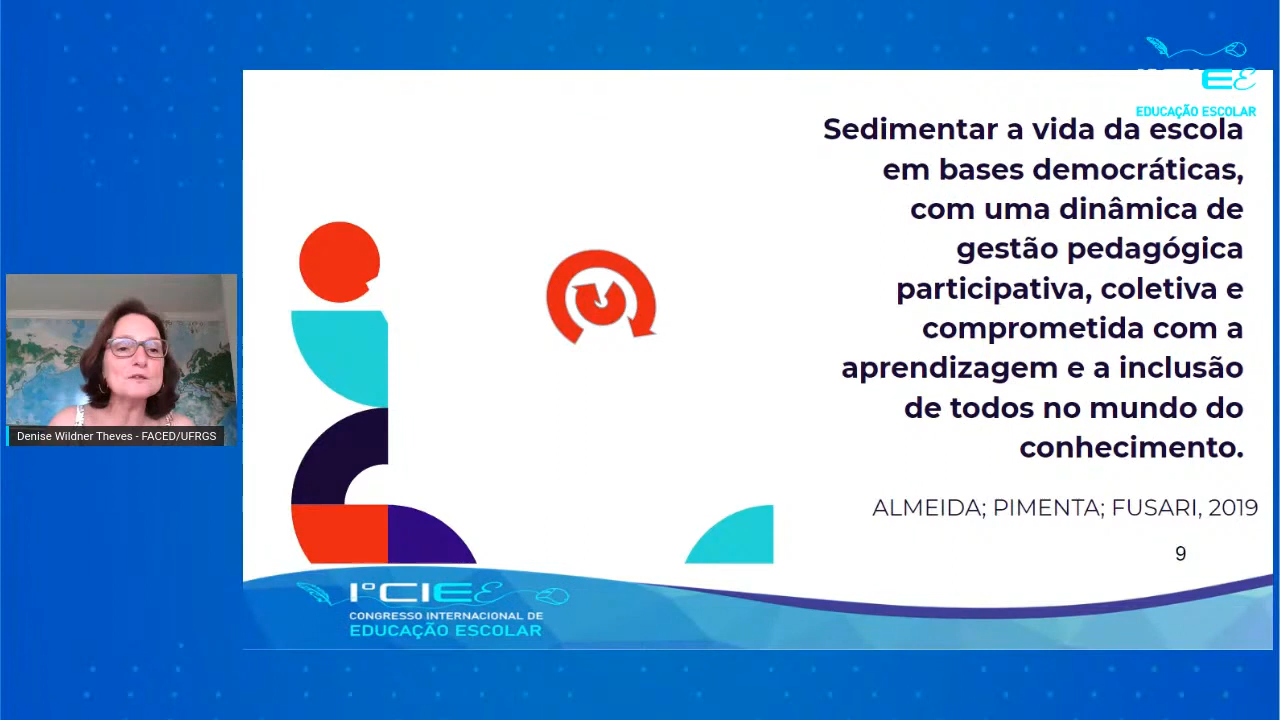 EDUCAÇÃO ESCOLAR
Sedimentar a vida da escola
em bases democráticas,
com uma dinâmica de
gestão pedagógica
participativa, coletiva e
comprometida com a
aprendizagem e a inclusão
de todos no mundo do
conhecimento.
ALMEIDA; PIMENTA; FUSARI, 2019
9
Denise Wildner Theves - FACED/UFRGS
IºCIEE
CONGRESSO INTERNACIONAL DE
EDUCAÇÃO ESCOLAR